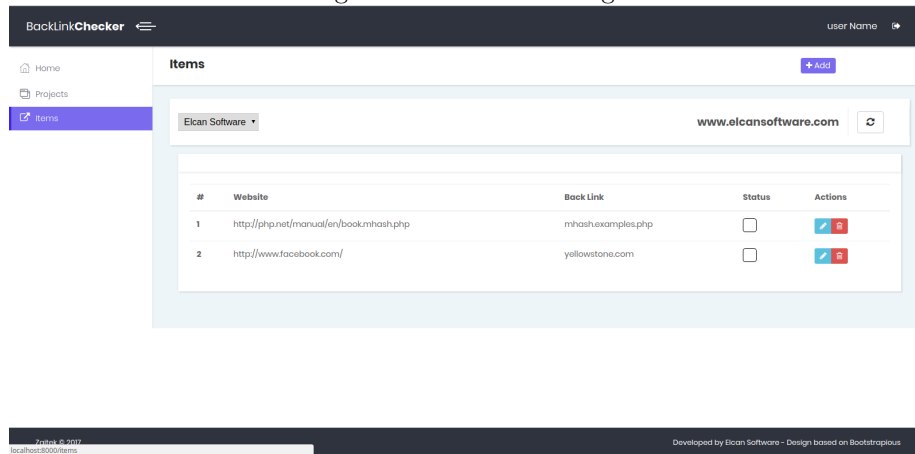 BackLinkChecker
user Name
Home
Projects
Items
Items
+ Add
Elcan Software
www.elcansoftware.com
# Website Back Link Status Actions
1 http://php.net/manual/en/book.mhash.php mhash.examples.php
2 http://www.facebook.com/ yellowstone.com
Zaitek © 2017
Developed by Elcan Software - Design based on Bootstrapious
localhost:8000/items